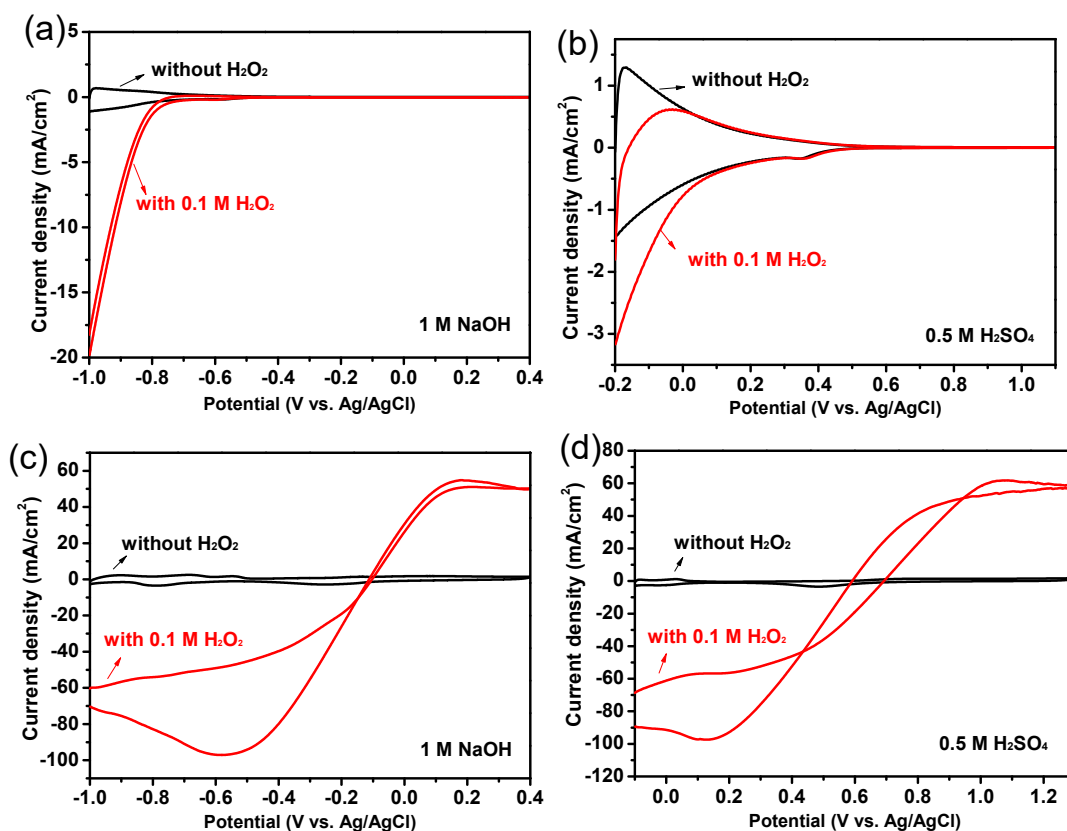 (a)
Current density (mA/cm²)
5
0
-5
-10
-15
-20
without H₂O₂
with 0.1 M H₂O₂
1 M NaOH
-1.0 -0.8 -0.6 -0.4 -0.2 0.0 0.2 0.4
Potential (V vs. Ag/AgCl)
(b)
Current density (mA/cm²)
1
0
-1
-2
-3
without H₂O₂
with 0.1 M H₂O₂
0.5 M H₂SO₄
-0.2 0.0 0.2 0.4 0.6 0.8 1.0
Potential (V vs. Ag/AgCl)
(c)
Current density (mA/cm²)
60
40
20
0
-20
-40
-60
-80
-100
without H₂O₂
with 0.1 M H₂O₂
1 M NaOH
-1.0 -0.8 -0.6 -0.4 -0.2 0.0 0.2 0.4
Potential (V vs. Ag/AgCl)
(d)
Current density (mA/cm²)
80
60
40
20
0
-20
-40
-60
-80
-100
-120
without H₂O₂
with 0.1 M H₂O₂
0.5 M H₂SO₄
0.0 0.2 0.4 0.6 0.8 1.0 1.2
Potential (V vs. Ag/AgCl)